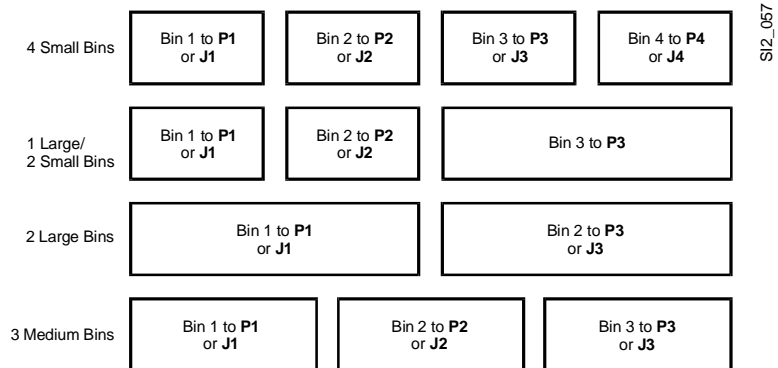 4 Small Bins
Bin 1 to P1
or J1
Bin 2 to P2
or J2
Bin 3 to P3
or J3
Bin 4 to P4
or J4
SI2_057
1 Large/
2 Small Bins
Bin 1 to P1
or J1
Bin 2 to P2
or J2
Bin 3 to P3
2 Large Bins
Bin 1 to P1
or J1
Bin 2 to P3
or J3
3 Medium Bins
Bin 1 to P1
or J1
Bin 2 to P2
or J2
Bin 3 to P3
or J3